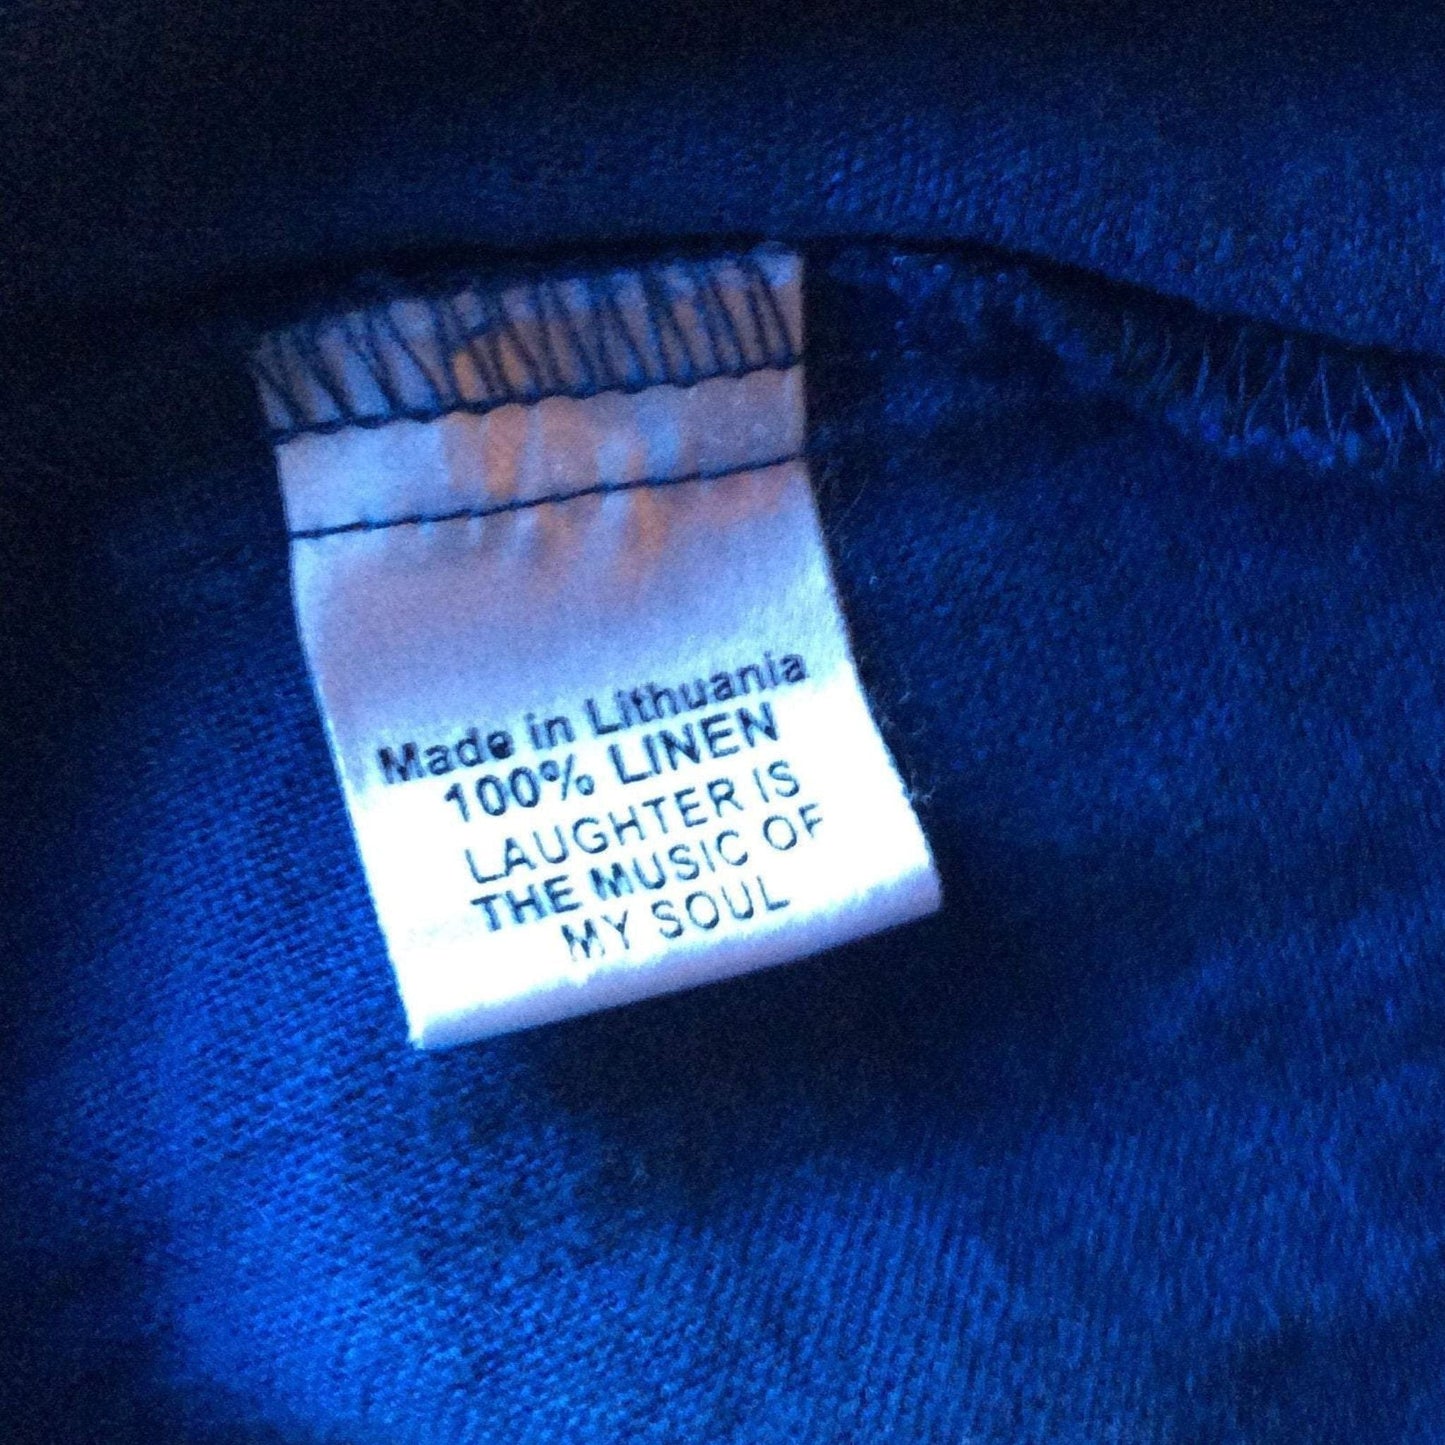 Made in Lithuania
100% LINEN
LAUGHTER IS
THE MUSIC OF
MY SOUL